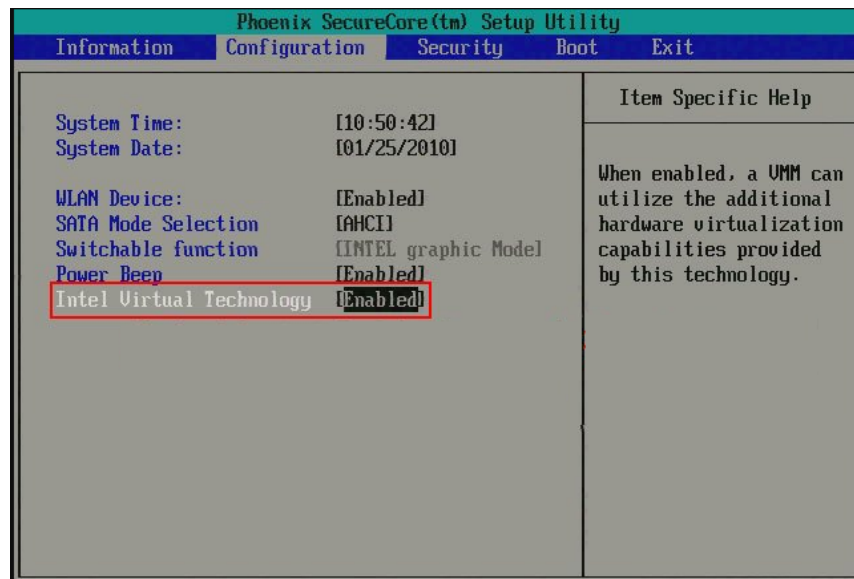 Phoenix SecureCore(tm) Setup Utility
Information Configuration Security Boot Exit
Item Specific Help
System Time: [10:50:42]
System Date: [01/25/2010]
WLAN Device: [Enabled]
SATA Mode Selection [AHCI]
Switchable function [INTEL graphic Mode]
Power Beep [Enabled]
Intel Virtual Technology [Enabled]
When enabled, a VMM can
utilize the additional
hardware virtualization
capabilities provided
by this technology.